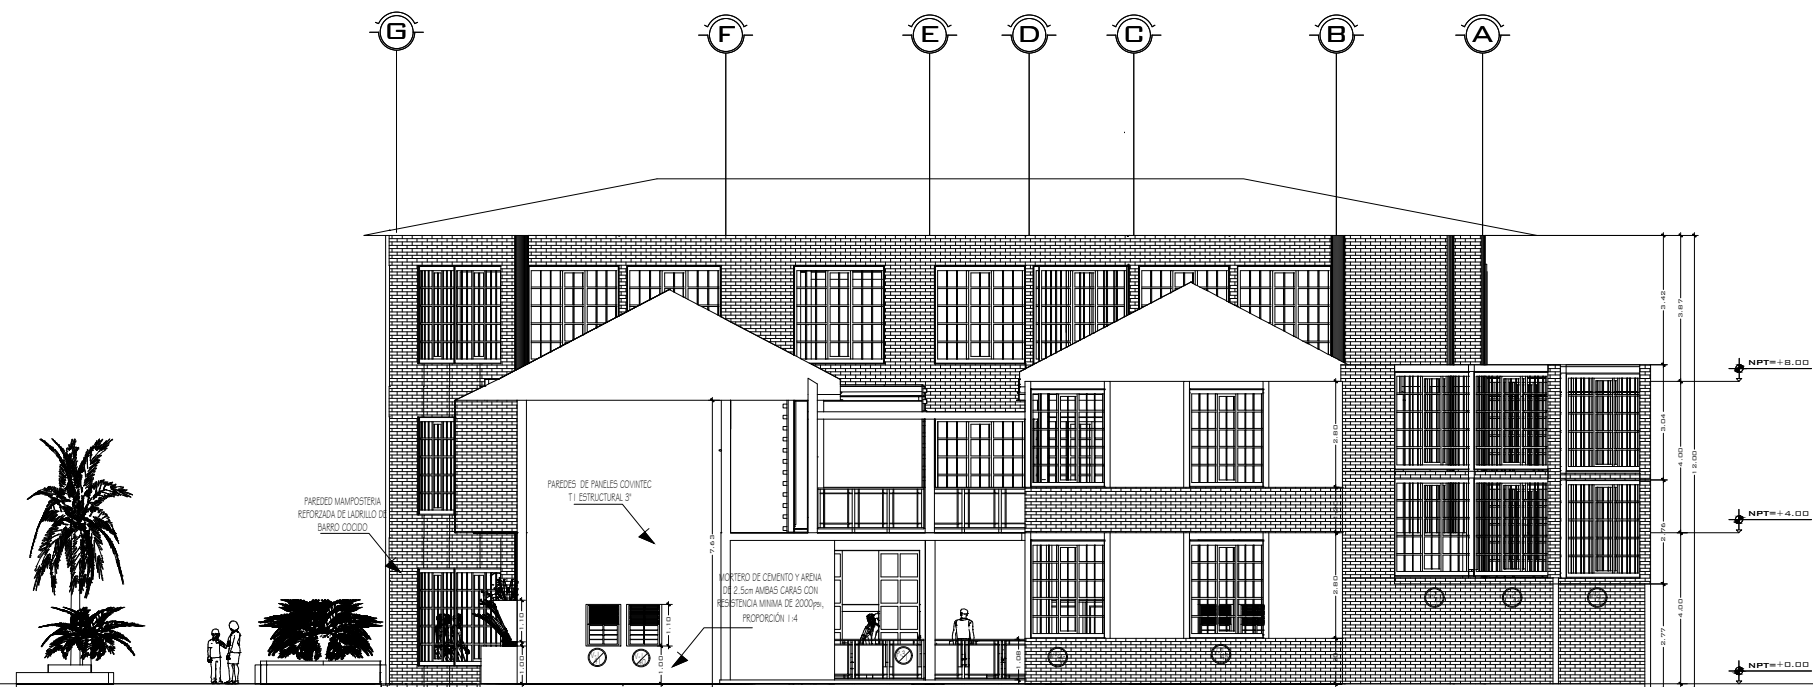 G F E D C B A
3.42
3.87
NPT=+8.00
3.04
4.00
12.00
2.80
PAREDES DE PANELES COVINTEC
T1 ESTRUCTURAL 3"
PAREDED MAMPOSTERIA
REFORZADA DE LADRILLO DE
BARRO COCIDO
NPT=+4.00
2.76
7.63
MORTERO DE CEMENTO Y ARENA
DE 2.5cm AMBAS CARAS CON
RESISTENCIA MINIMA DE 2000psi,
PROPORCIÓN 1:4
2.80
4.00
1.10
1.10
2.77
1.00
1.00
1.08
NPT=+0.00